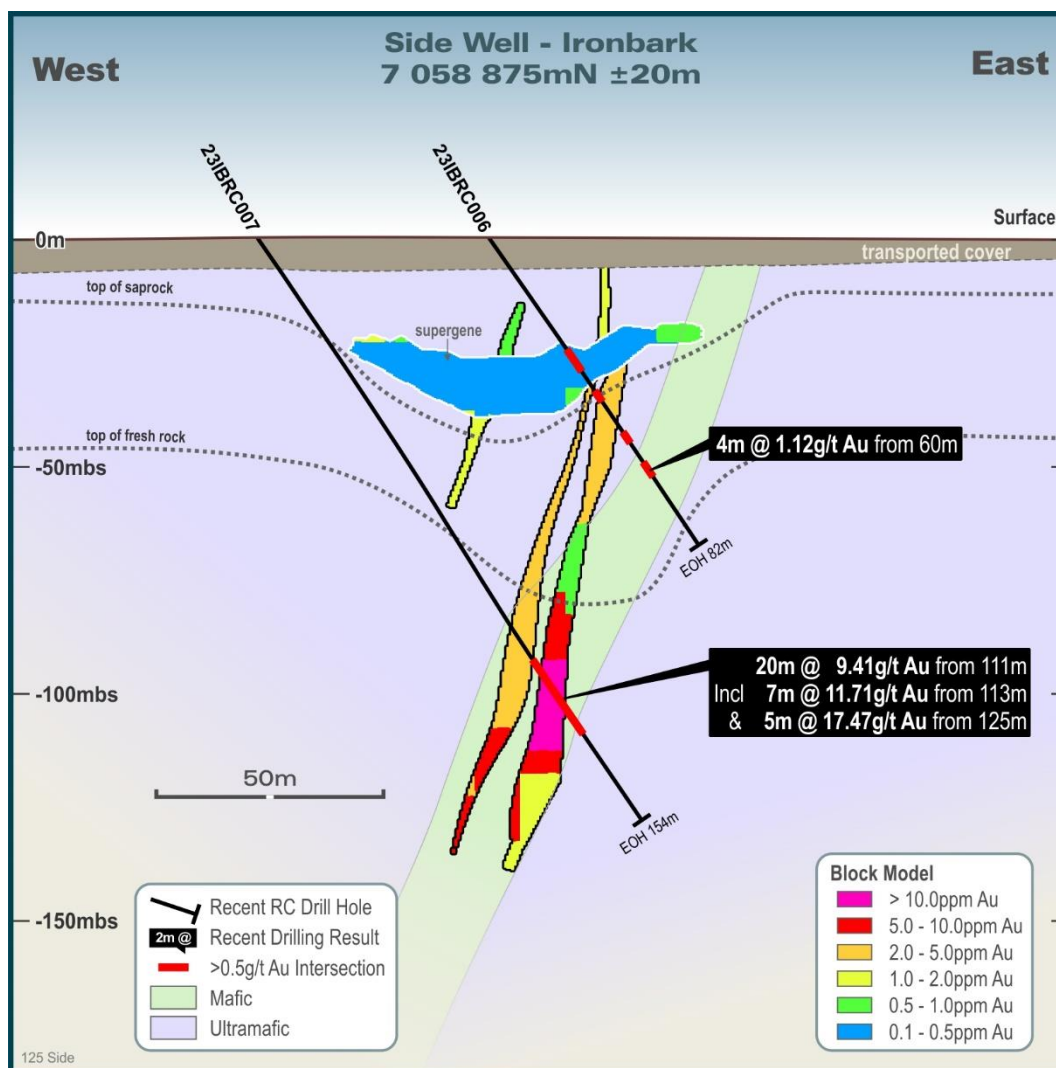 Side Well - Ironbark
7 058 875mN ±20m
West
East
23IBRC007
23IBRC006
Surface
0m
transported cover
top of saprock
supergene
top of fresh rock
-50mbs
4m @ 1.12g/t Au from 60m
EOH 82m
20m @ 9.41g/t Au from 111m
Incl 7m @ 11.71g/t Au from 113m
& 5m @ 17.47g/t Au from 125m
-100mbs
50m
EOH 154m
-150mbs
Recent RC Drill Hole
2m @ Recent Drilling Result
>0.5g/t Au Intersection
Mafic
Ultramafic
Block Model
> 10.0ppm Au
5.0 - 10.0ppm Au
2.0 - 5.0ppm Au
1.0 - 2.0ppm Au
0.5 - 1.0ppm Au
0.1 - 0.5ppm Au
125 Side